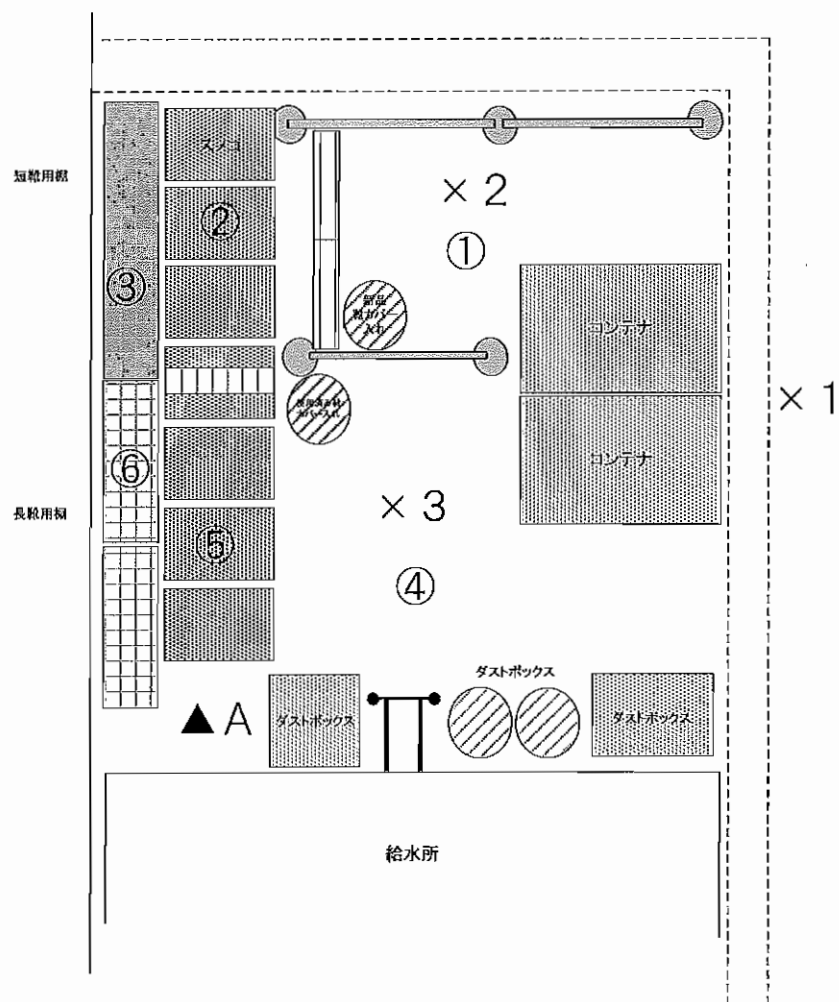 スノコ
短靴用棚
× 2
②
①
③
部品
靴カバー
入れ
コンテナ
× 1
コンテナ
⑥
× 3
長靴用棚
⑤
④
ダストボックス
▲ A
ダストボックス
ダストボックス
給水所